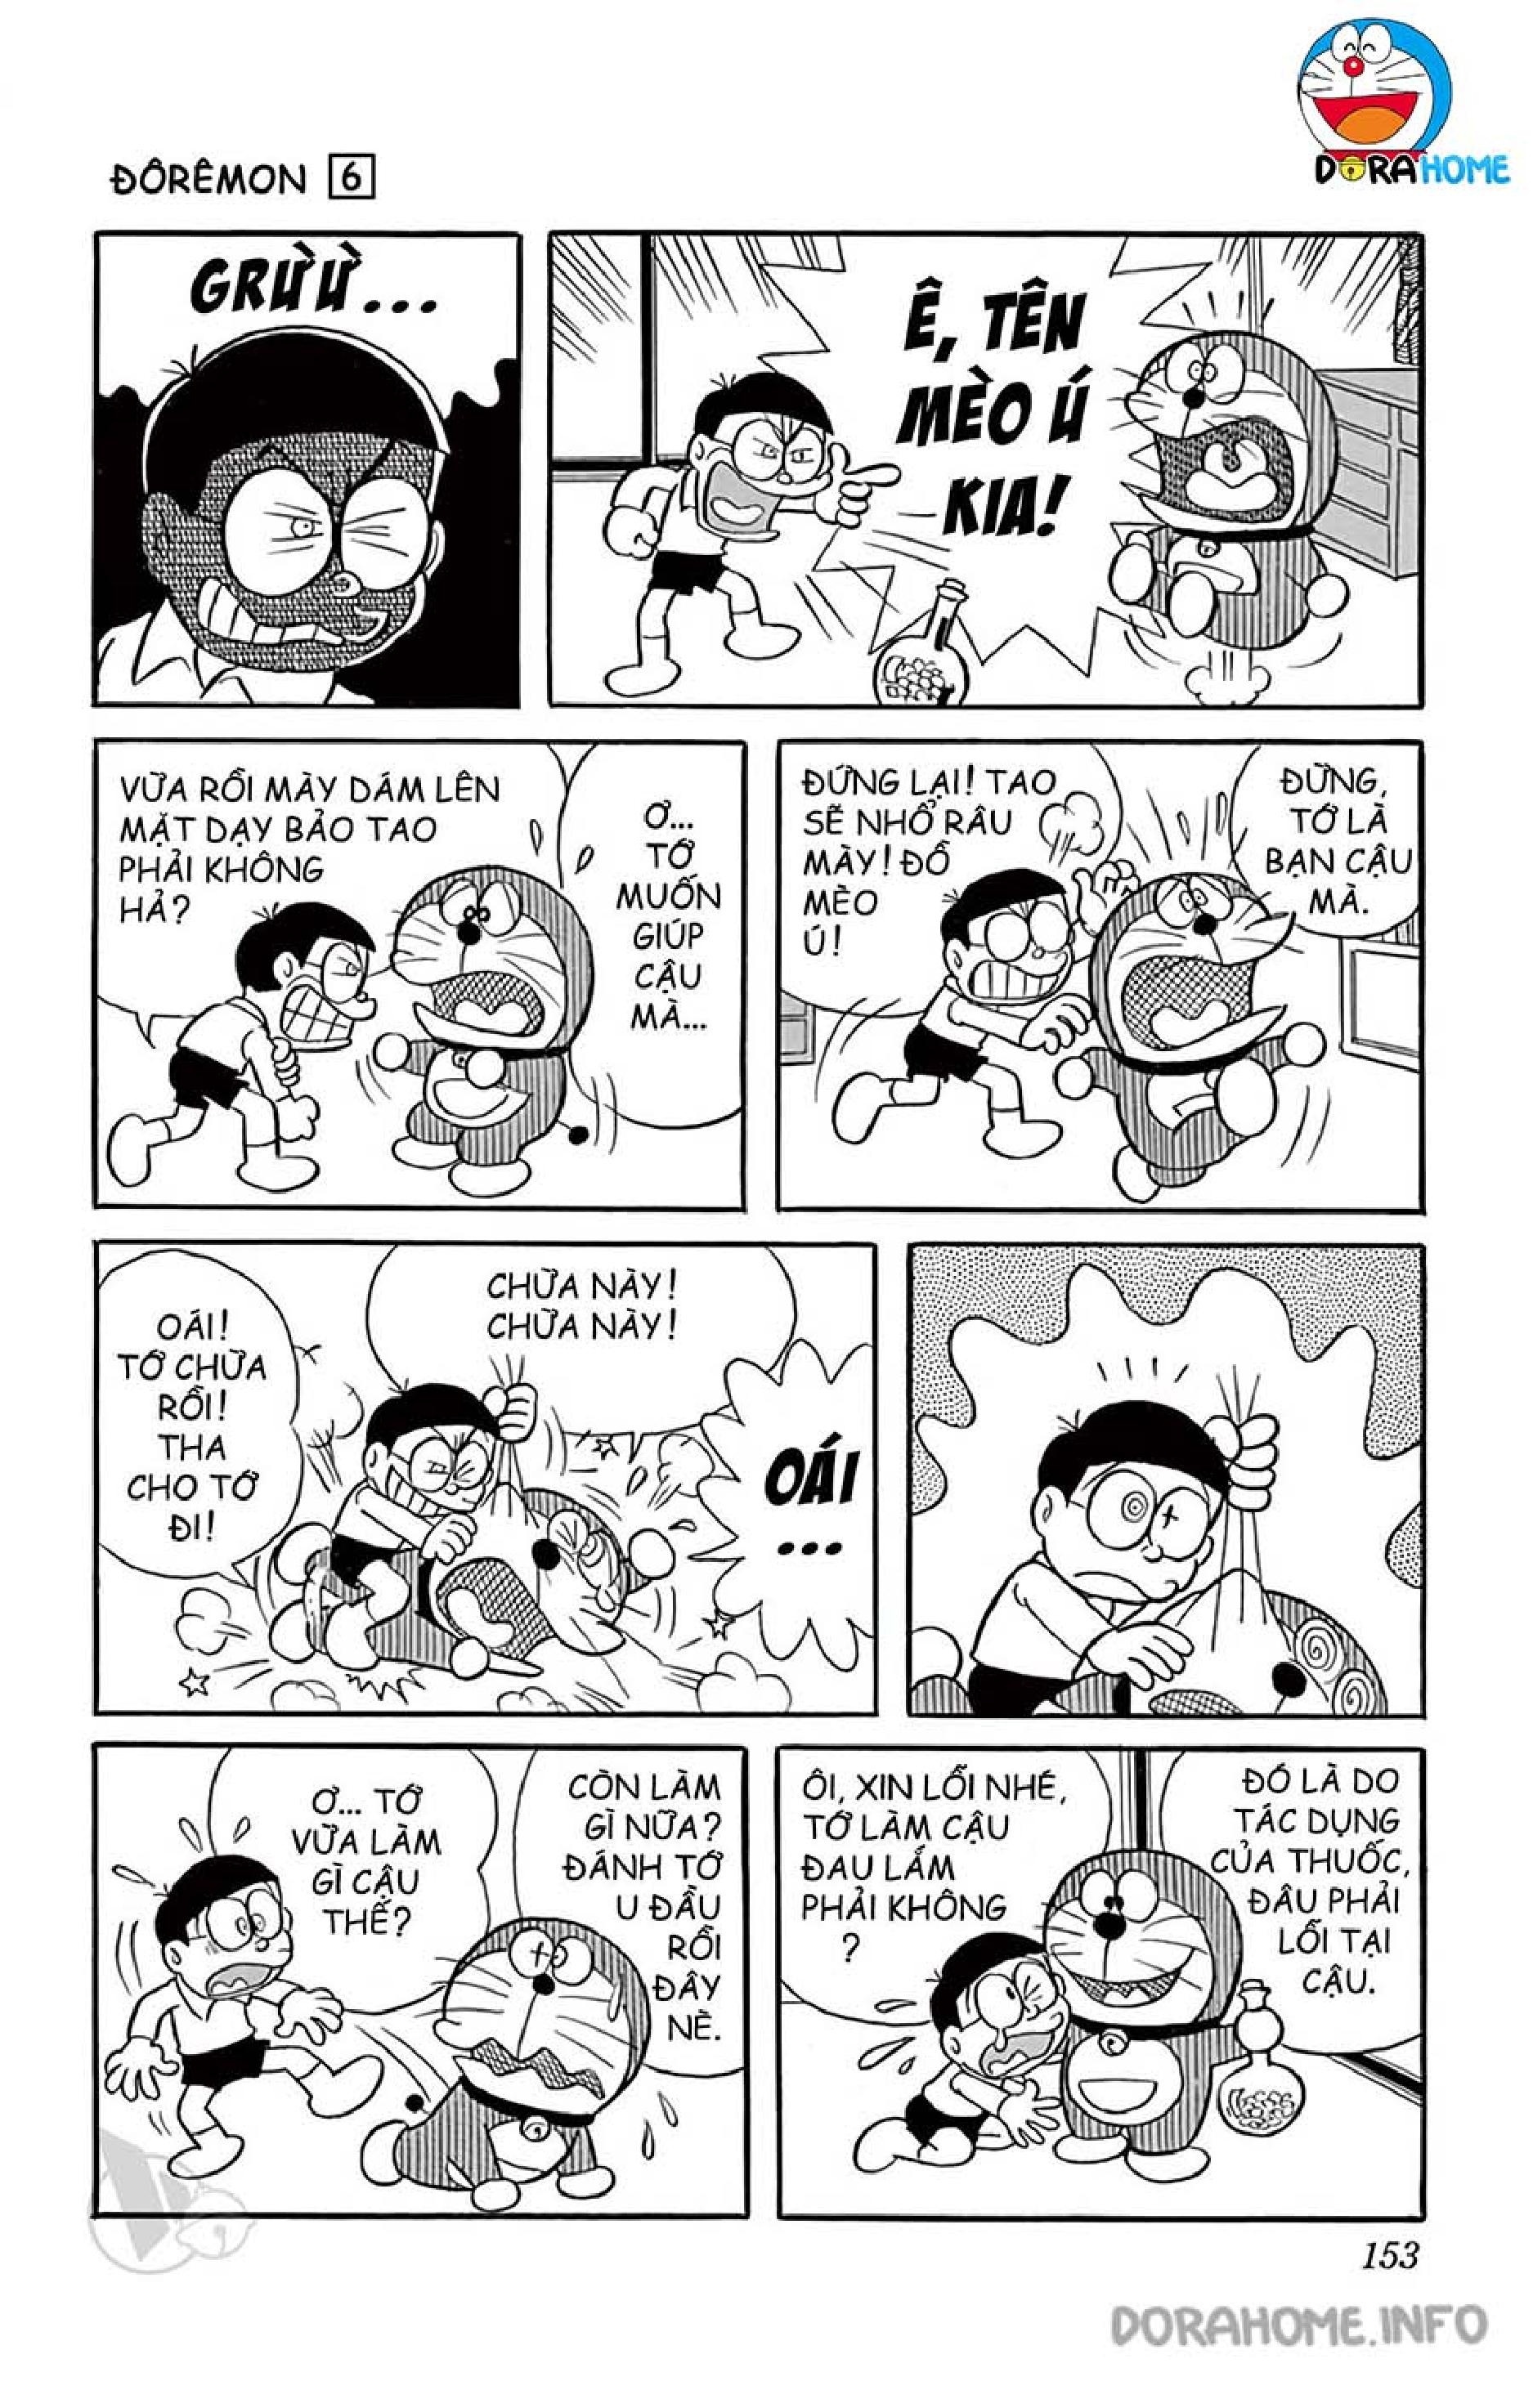 DORAHOME
ĐÔRÊMON 6
GRỪỪ...
Ê, TÊN
MÈO Ú
KIA!
VỪA RỒI MÀY DÁM LÊN
MẶT DẠY BẢO TAO
PHẢI KHÔNG
HẢ?
Ơ...
TỚ
MUỐN
GIÚP
CẬU
MÀ...
ĐỨNG LẠI! TAO
SẼ NHỔ RÂU
MÀY! ĐỒ
MÈO
Ú!
ĐỪNG,
TỚ LÀ
BẠN CẬU
MÀ.
OÁI!
TỚ CHỪA
RỒI!
THA
CHO TỚ
ĐI!
CHỪA NÀY!
CHỪA NÀY!
OÁI
...
Ơ... TỚ
VỪA LÀM
GÌ CẬU
THẾ?
CÒN LÀM
GÌ NỮA?
ĐÁNH TỚ
U ĐẦU
RỒI
ĐÂY
NÈ.
ÔI, XIN LỖI NHÉ,
TỚ LÀM CẬU
ĐAU LẮM
PHẢI KHÔNG
?
ĐÓ LÀ DO
TÁC DỤNG
CỦA THUỐC,
ĐÂU PHẢI
LỖI TẠI
CẬU.
153
DORAHOME.INFO